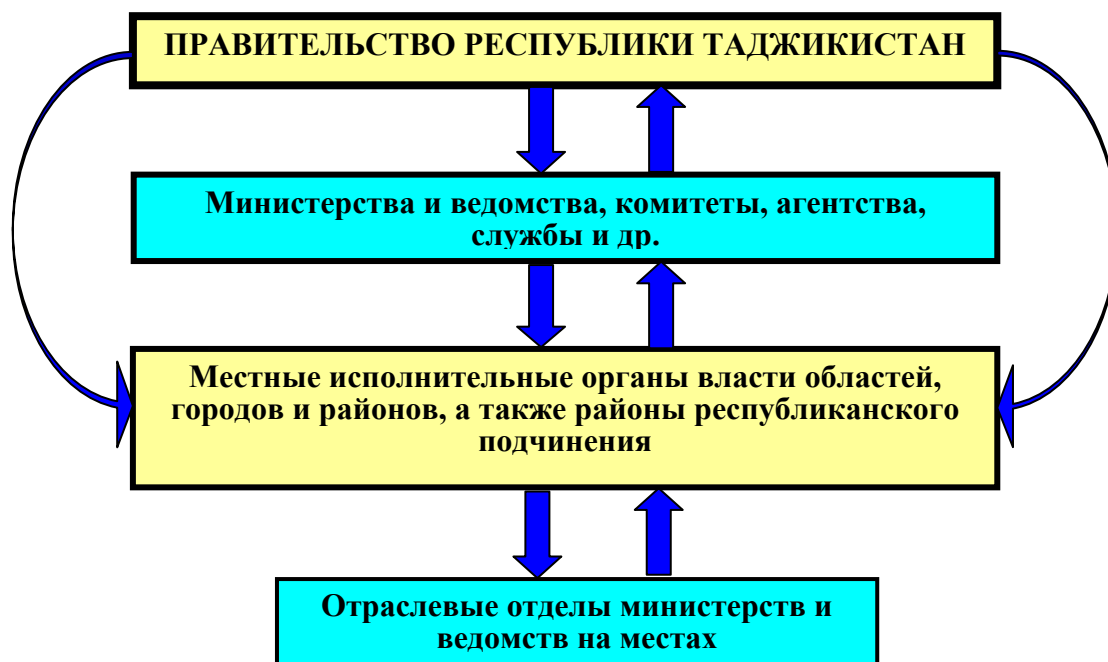 ПРАВИТЕЛЬСТВО РЕСПУБЛИКИ ТАДЖИКИСТАН
Министерства и ведомства, комитеты, агентства,
службы и др.
Местные исполнительные органы власти областей,
городов и районов, а также районы республиканского
подчинения
Отраслевые отделы министерств и
ведомств на местах